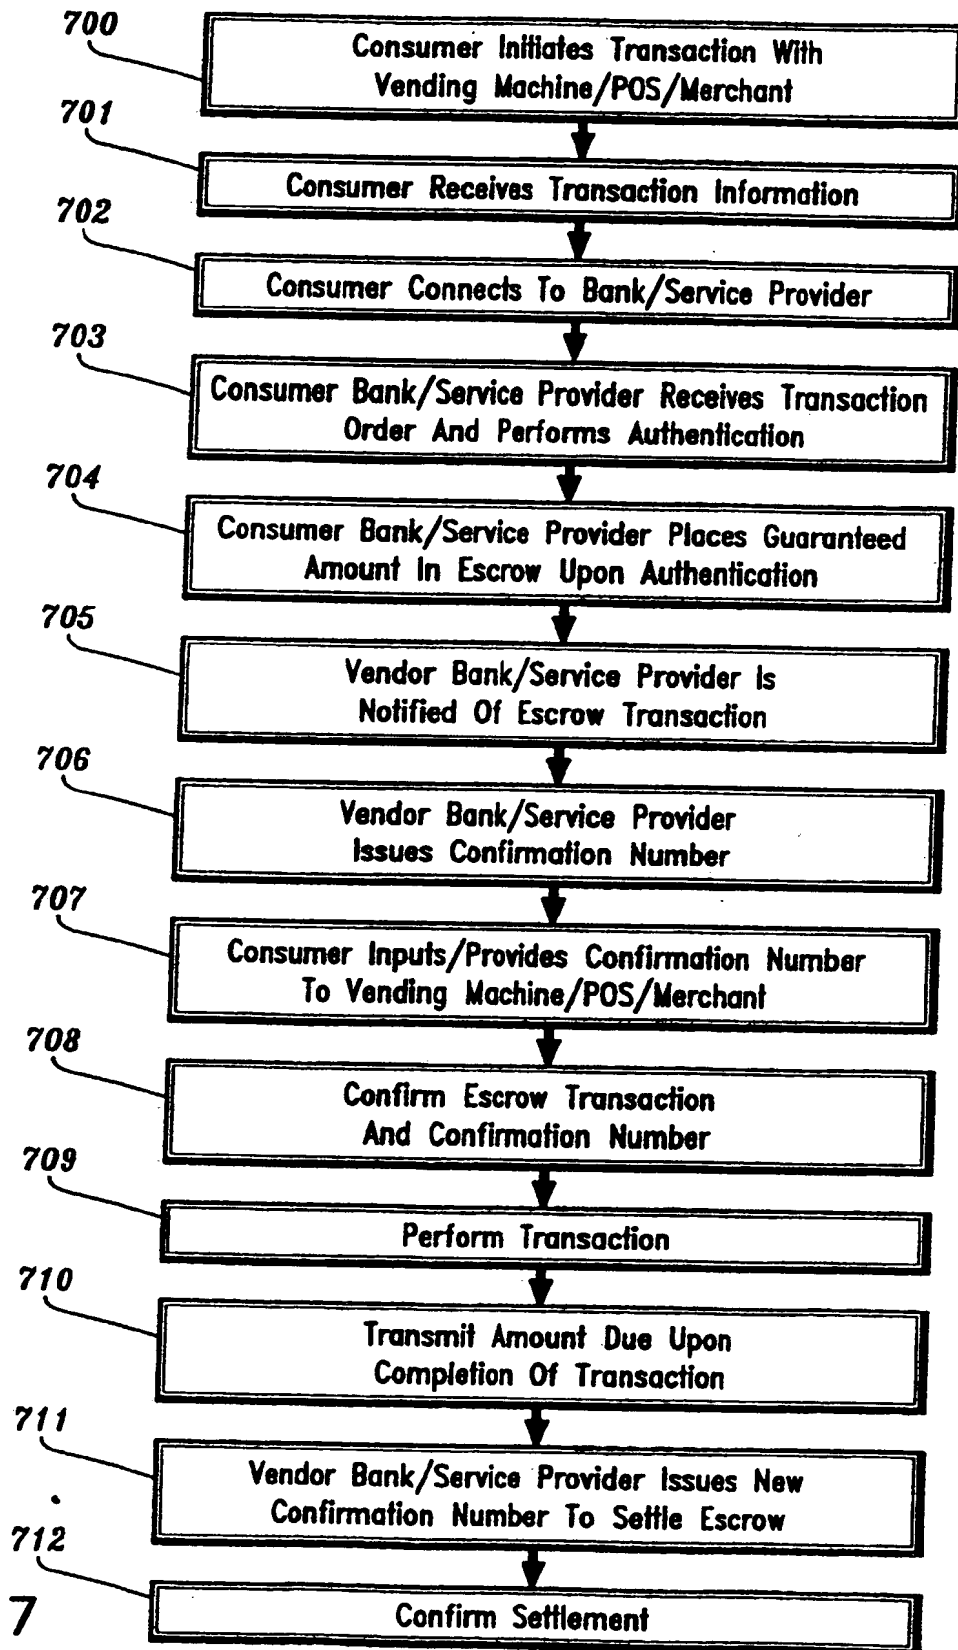 700
Consumer Initiates Transaction With
Vending Machine/POS/Merchant
701
Consumer Receives Transaction Information
702
Consumer Connects To Bank/Service Provider
703
Consumer Bank/Service Provider Receives Transaction
Order And Performs Authentication
704
Consumer Bank/Service Provider Places Guaranteed
Amount In Escrow Upon Authentication
705
Vendor Bank/Service Provider Is
Notified Of Escrow Transaction
706
Vendor Bank/Service Provider
Issues Confirmation Number
707
Consumer Inputs/Provides Confirmation Number
To Vending Machine/POS/Merchant
708
Confirm Escrow Transaction
And Confirmation Number
709
Perform Transaction
710
Transmit Amount Due Upon
Completion Of Transaction
711
Vendor Bank/Service Provider Issues New
Confirmation Number To Settle Escrow
712
Confirm Settlement
7